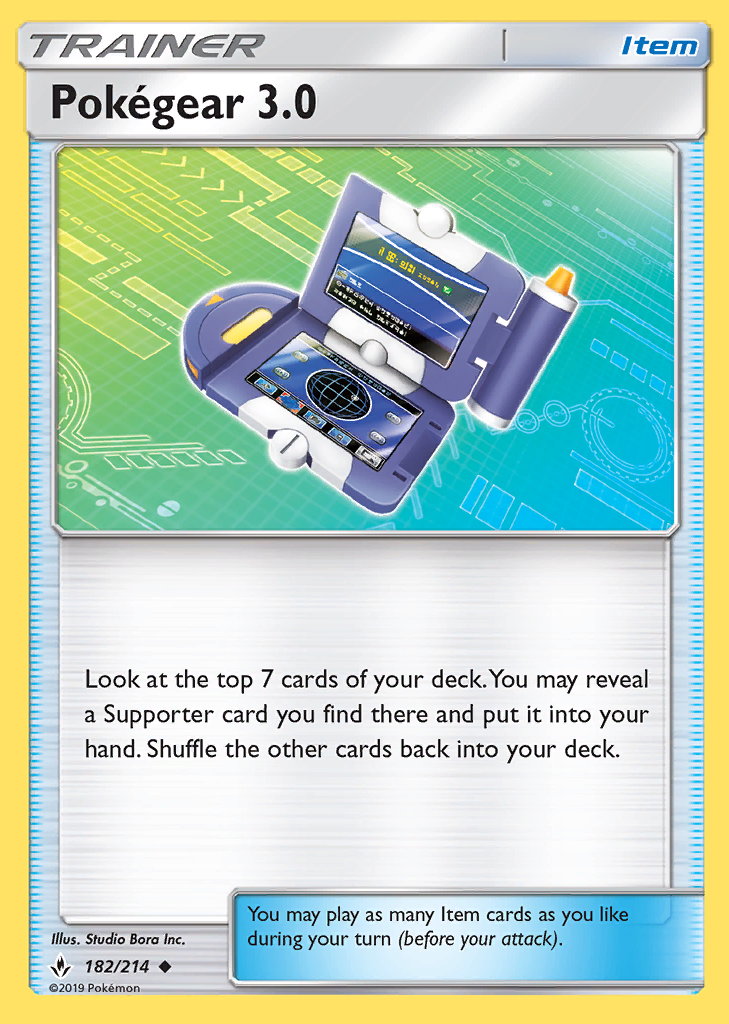 TRAINER
Item
Pokégear 3.0
Look at the top 7 cards of your deck. You may reveal
a Supporter card you find there and put it into your
hand. Shuffle the other cards back into your deck.
You may play as many Item cards as you like
during your turn (before your attack).
Illus. Studio Bora Inc.
182/214
©2019 Pokémon